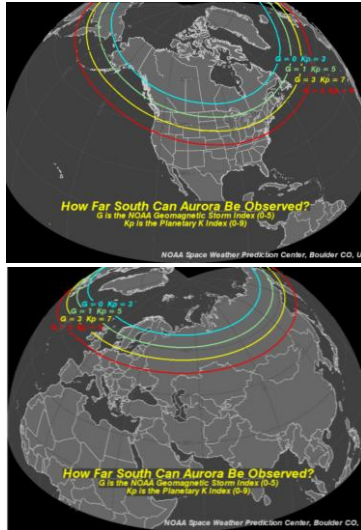 G = 0 Kp = 3
G = 1 Kp = 5
G = 3 Kp = 7
How Far South Can Aurora Be Observed?
G is the NOAA Geomagnetic Storm Index (0-5)
Kp is the Planetary K Index (0-9)
NOAA Space Weather Prediction Center, Boulder CO, U
G = 0 Kp = 3
G = 1 Kp = 5
G = 3 Kp = 7
How Far South Can Aurora Be Observed?
G is the NOAA Geomagnetic Storm Index (0-5)
Kp is the Planetary K Index (0-9)
NOAA Space Weather Prediction Center, Boulder CO,